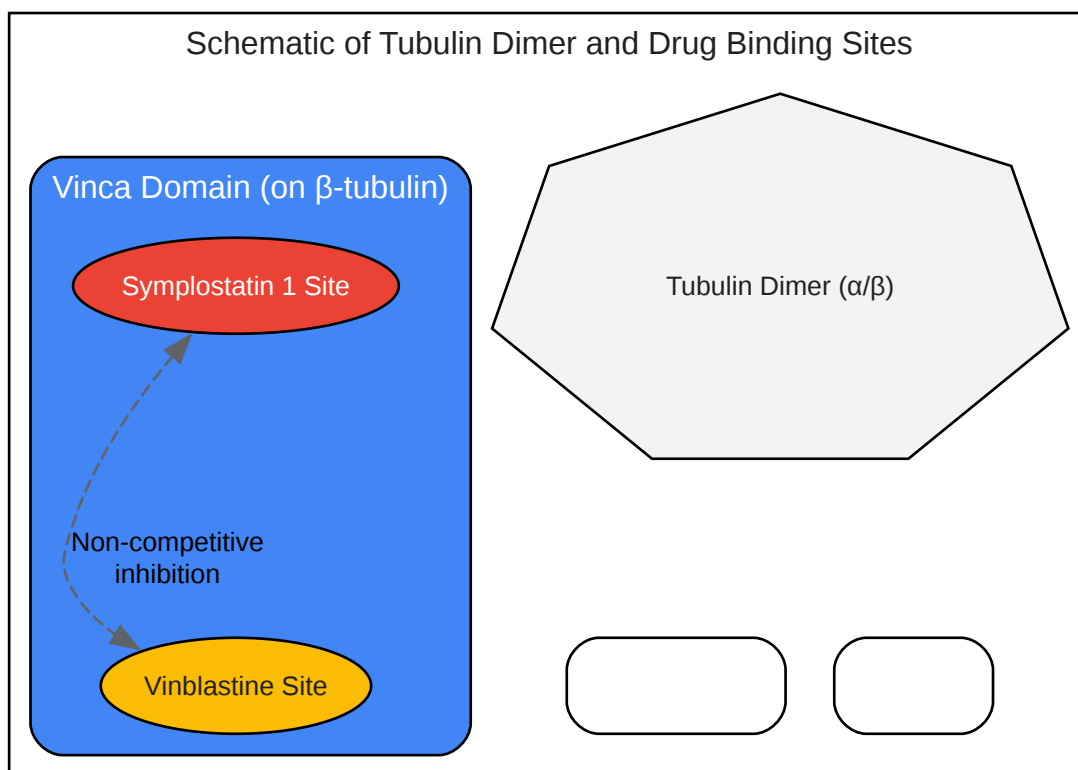 Schematic of Tubulin Dimer and Drug Binding Sites
Vinca Domain (on β-tubulin)
Symplostatin 1 Site
Tubulin Dimer (α/β)
Non-competitive
inhibition
Vinblastine Site